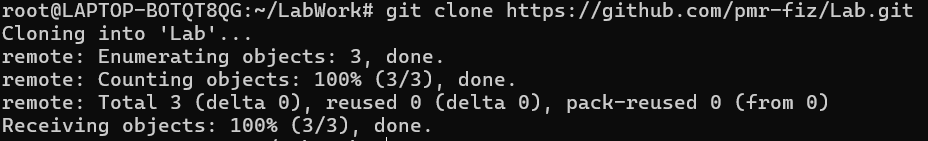 root@LAPTOP-BOTQT8QG:~/LabWork# git clone https://github.com/pmr-fiz/Lab.git
Cloning into 'Lab'...
remote: Enumerating objects: 3, done.
remote: Counting objects: 100% (3/3), done.
remote: Total 3 (delta 0), reused 0 (delta 0), pack-reused 0 (from 0)
Receiving objects: 100% (3/3), done.